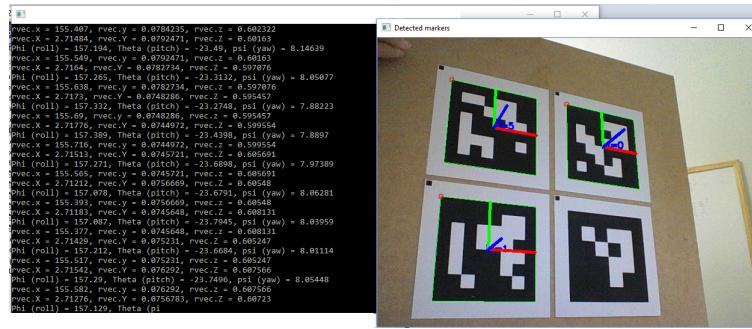 rvec.x = 155.407, rvec.y = 0.0784235, rvec.z = 0.602322
rvec.X = 2.71484, rvec.Y = 0.0792471, rvec.Z = 0.60163
Phi (roll) = 157.194, Theta (pitch) = -23.49, psi (yaw) = 8.14639
rvec.x = 155.549, rvec.y = 0.0792471, rvec.z = 0.60163
rvec.X = 2.7164, rvec.Y = 0.0782734, rvec.Z = 0.597076
Phi (roll) = 157.265, Theta (pitch) = -23.3132, psi (yaw) = 8.05077
rvec.x = 155.638, rvec.y = 0.0782734, rvec.z = 0.597076
rvec.X = 2.7173, rvec.Y = 0.0748286, rvec.Z = 0.595457
Phi (roll) = 157.332, Theta (pitch) = -23.2748, psi (yaw) = 7.88223
rvec.x = 155.69, rvec.y = 0.0748286, rvec.z = 0.595457
rvec.X = 2.71776, rvec.Y = 0.0744972, rvec.Z = 0.599554
Phi (roll) = 157.389, Theta (pitch) = -23.4398, psi (yaw) = 7.8897
rvec.x = 155.716, rvec.y = 0.0744972, rvec.z = 0.599554
rvec.X = 2.71513, rvec.Y = 0.0745721, rvec.Z = 0.605691
Phi (roll) = 157.271, Theta (pitch) = -23.6898, psi (yaw) = 7.97389
rvec.x = 155.565, rvec.y = 0.0745721, rvec.z = 0.605691
rvec.X = 2.71212, rvec.Y = 0.0756669, rvec.Z = 0.60548
Phi (roll) = 157.078, Theta (pitch) = -23.6791, psi (yaw) = 8.06281
rvec.x = 155.393, rvec.y = 0.0756669, rvec.z = 0.60548
rvec.X = 2.71183, rvec.Y = 0.0745648, rvec.Z = 0.608131
Phi (roll) = 157.087, Theta (pitch) = -23.7945, psi (yaw) = 8.03959
rvec.x = 155.377, rvec.y = 0.0745648, rvec.z = 0.608131
rvec.X = 2.71429, rvec.Y = 0.075231, rvec.Z = 0.605247
Phi (roll) = 157.212, Theta (pitch) = -23.6684, psi (yaw) = 8.01114
rvec.x = 155.517, rvec.y = 0.075231, rvec.z = 0.605247
rvec.X = 2.71542, rvec.Y = 0.076292, rvec.Z = 0.607566
Phi (roll) = 157.29, Theta (pitch) = -23.7496, psi (yaw) = 8.05448
rvec.x = 155.582, rvec.y = 0.076292, rvec.z = 0.607566
rvec.X = 2.71276, rvec.Y = 0.0756783, rvec.Z = 0.60723
Phi (roll) = 157.129, Theta (pi
Detected markers